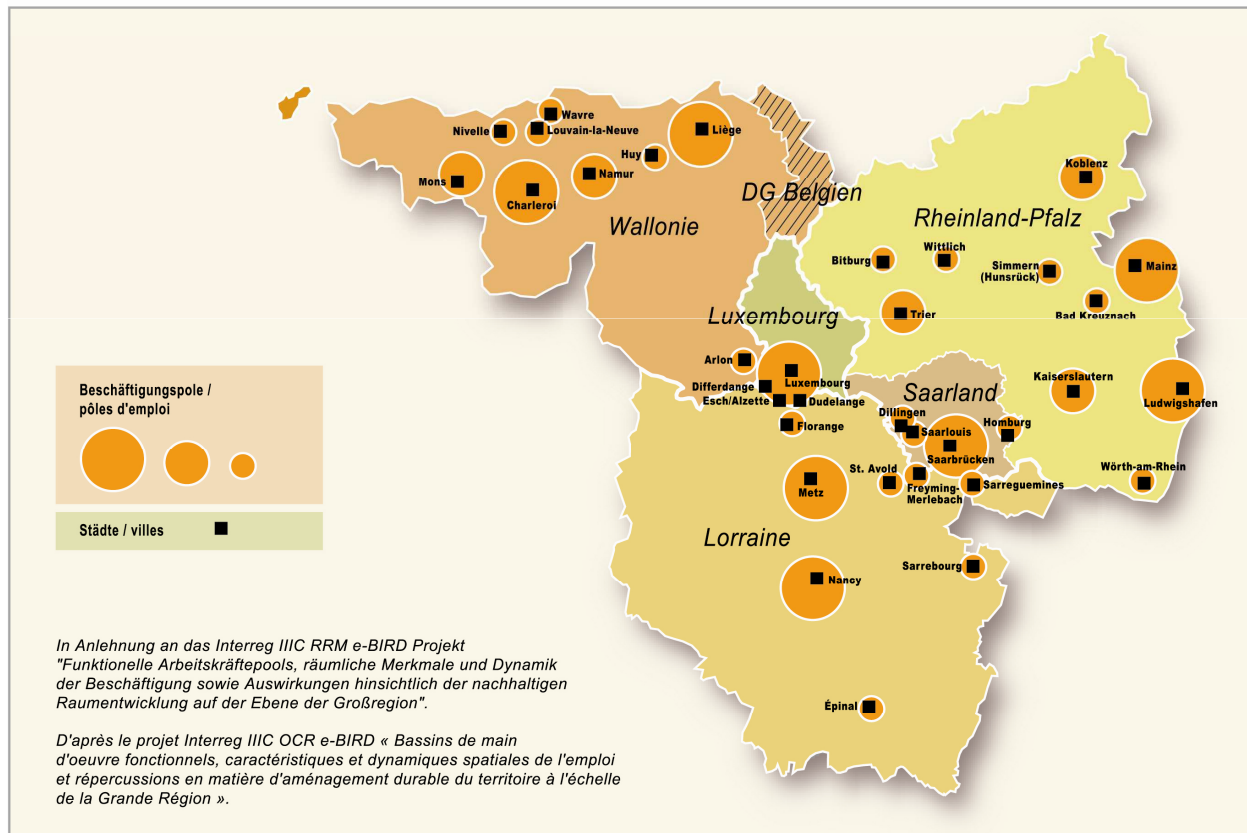 Wavre
Nivelle
Louvain-la-Neuve
Liège
Huy
Koblenz
Namur
Mons
DG Belgien
Charleroi
Rheinland-Pfalz
Wallonie
Wittlich
Bitburg
Simmern
(Hunsrück)
Mainz
Luxembourg
Trier
Bad Kreuznach
Arlon
Differdange
Luxembourg
Esch/Alzette
Dudelange
Saarland
Kaiserslautern
Ludwigshafen
Dillingen
Florange
Saarlouis
Homburg
Saarbrücken
St. Avold
Freyming-
Merlebach
Sarreguemines
Wörth-am-Rhein
Metz
Lorraine
Sarrebourg
Nancy
Épinal
Beschäftigungspole /
pôles d'emploi
Städte / villes
In Anlehnung an das Interreg IIIC RRM e-BIRD Projekt
"Funktionelle Arbeitskräftepools, räumliche Merkmale und Dynamik
der Beschäftigung sowie Auswirkungen hinsichtlich der nachhaltigen
Raumentwicklung auf der Ebene der Großregion".
D'après le projet Interreg IIIC OCR e-BIRD « Bassins de main
d'oeuvre fonctionnels, caractéristiques et dynamiques spatiales de l'emploi
et répercussions en matière d'aménagement durable du territoire à l'échelle
de la Grande Région ».